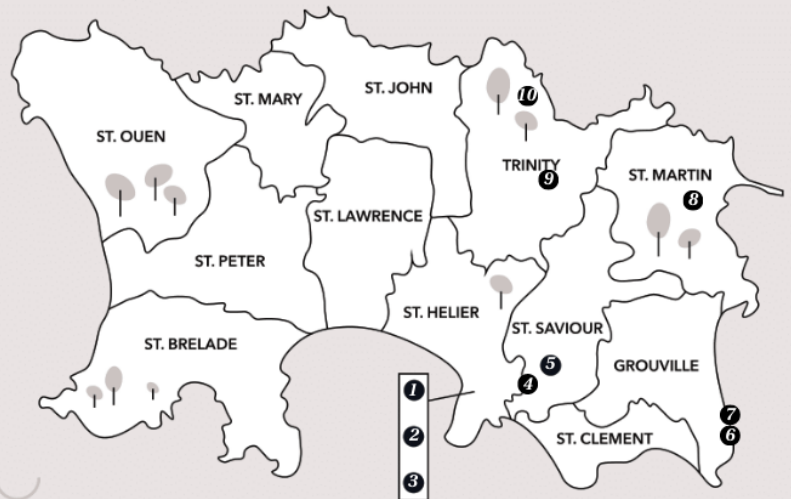 ST. JOHN
ST. MARY
10
ST. OUEN
TRINITY
9
ST. MARTIN
8
ST. LAWRENCE
ST. PETER
ST. HELIER
ST. SAVIOUR
ST. BRELADE
5
GROUVILLE
4
1
7
6
2
ST. CLEMENT
3